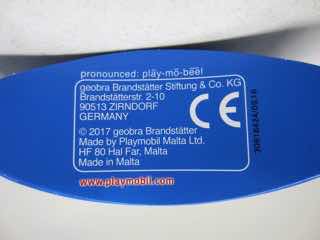 pronounced: pläy-mō-bēēl
geobra Brandstätter Stiftung & Co. KG
Brandstätterstr. 2-10
90513 ZIRNDORF
GERMANY
CE
© 2017 geobra Brandstätter
Made by Playmobil Malta Ltd.
HF 80 Hal Far, Malta
Made in Malta
www.playmobil.com